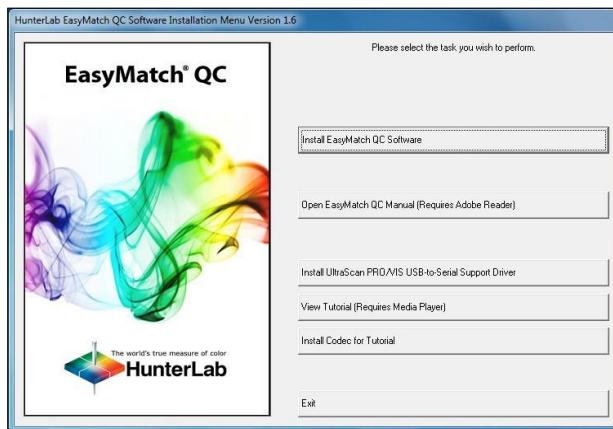 HunterLab EasyMatch QC Software Installation Menu Version 1.6
EasyMatch® QC
The world's true measure of color
HunterLab
Please select the task you wish to perform.
Install EasyMatch QC Software
Open EasyMatch QC Manual (Requires Adobe Reader)
Install UltraScan PRO/VIS USB-to-Serial Support Driver
View Tutorial (Requires Media Player)
Install Codec for Tutorial
Exit